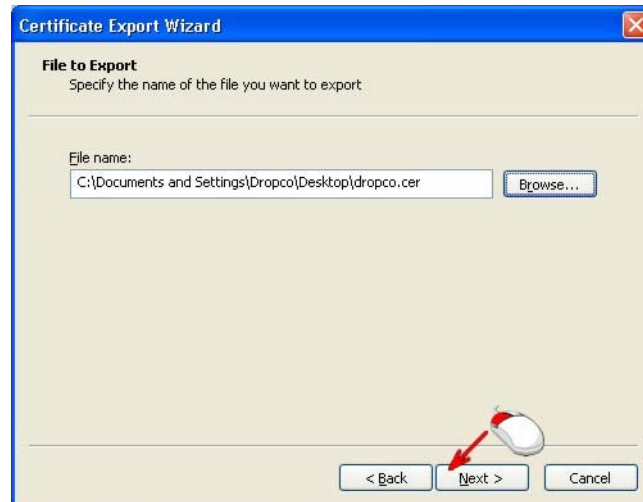 Certificate Export Wizard
File to Export
Specify the name of the file you want to export
File name:
C:\Documents and Settings\Dropco\Desktop\dropco.cer
Browse...
< Back
Next >
Cancel